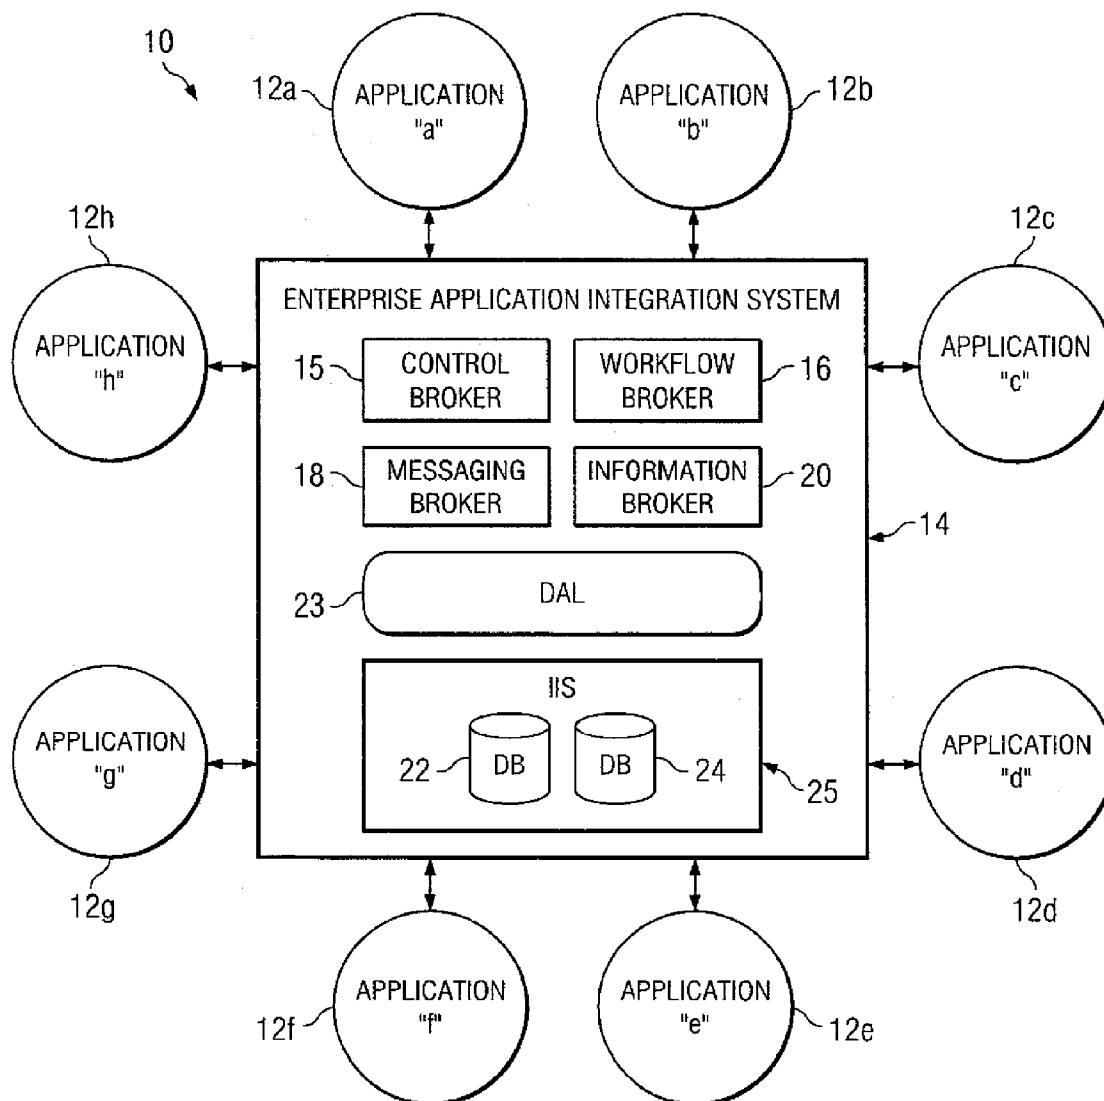 10
12a
APPLICATION
"a"
APPLICATION
"b"
12b
12h
APPLICATION
"h"
12c
APPLICATION
"c"
ENTERPRISE APPLICATION INTEGRATION SYSTEM
15
CONTROL
BROKER
WORKFLOW
BROKER
16
18
MESSAGING
BROKER
INFORMATION
BROKER
20
14
23
DAL
IIS
22
DB
DB
24
25
APPLICATION
"g"
12g
APPLICATION
"d"
12d
APPLICATION
"f"
12f
APPLICATION
"e"
12e